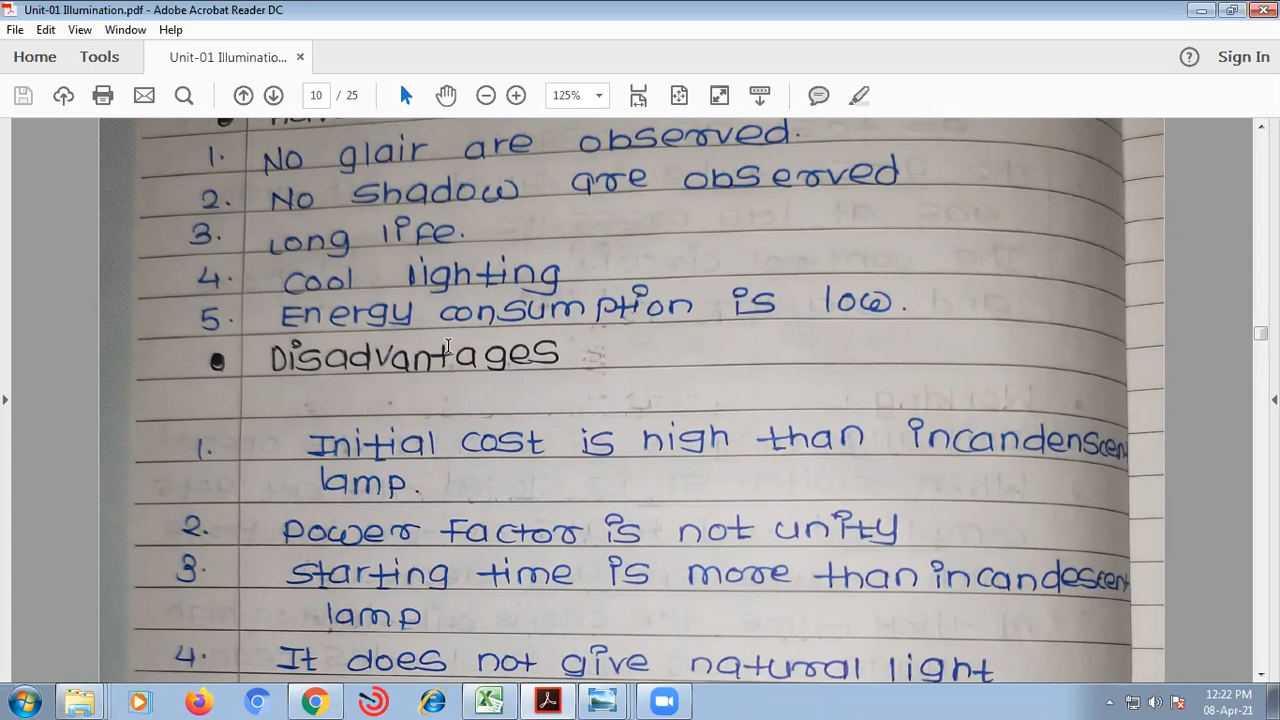 Unit-01 Illumination.pdf - Adobe Acrobat Reader DC
File Edit View Window Help
Home Tools Unit-01 Illuminatio... × Sign In
10 / 25 125%
1. No glair are observed.
2. No shadow are observed
3. Long life.
4. Cool lighting
5. Energy consumption is low.
• Disadvantages
1. Initial cost is high than incandenscent
lamp.
2. power factor is not unity
3. starting time is more than incandescent
lamp
4. It does not give natural light
12:22 PM
08-Apr-21